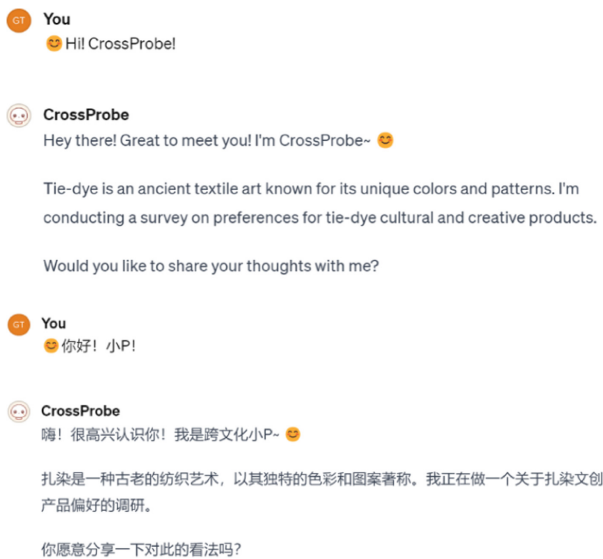 GT You
😊 Hi! CrossProbe!
CrossProbe
Hey there! Great to meet you! I'm CrossProbe~ 😊
Tie-dye is an ancient textile art known for its unique colors and patterns. I'm
conducting a survey on preferences for tie-dye cultural and creative products.
Would you like to share your thoughts with me?
GT You
😊 你好！小P！
CrossProbe
嗨！很高兴认识你！我是跨文化小P~ 😊
扎染是一种古老的纺织艺术，以其独特的色彩和图案著称。我正在做一个关于扎染文创
产品偏好的调研。
你愿意分享一下对此的看法吗？